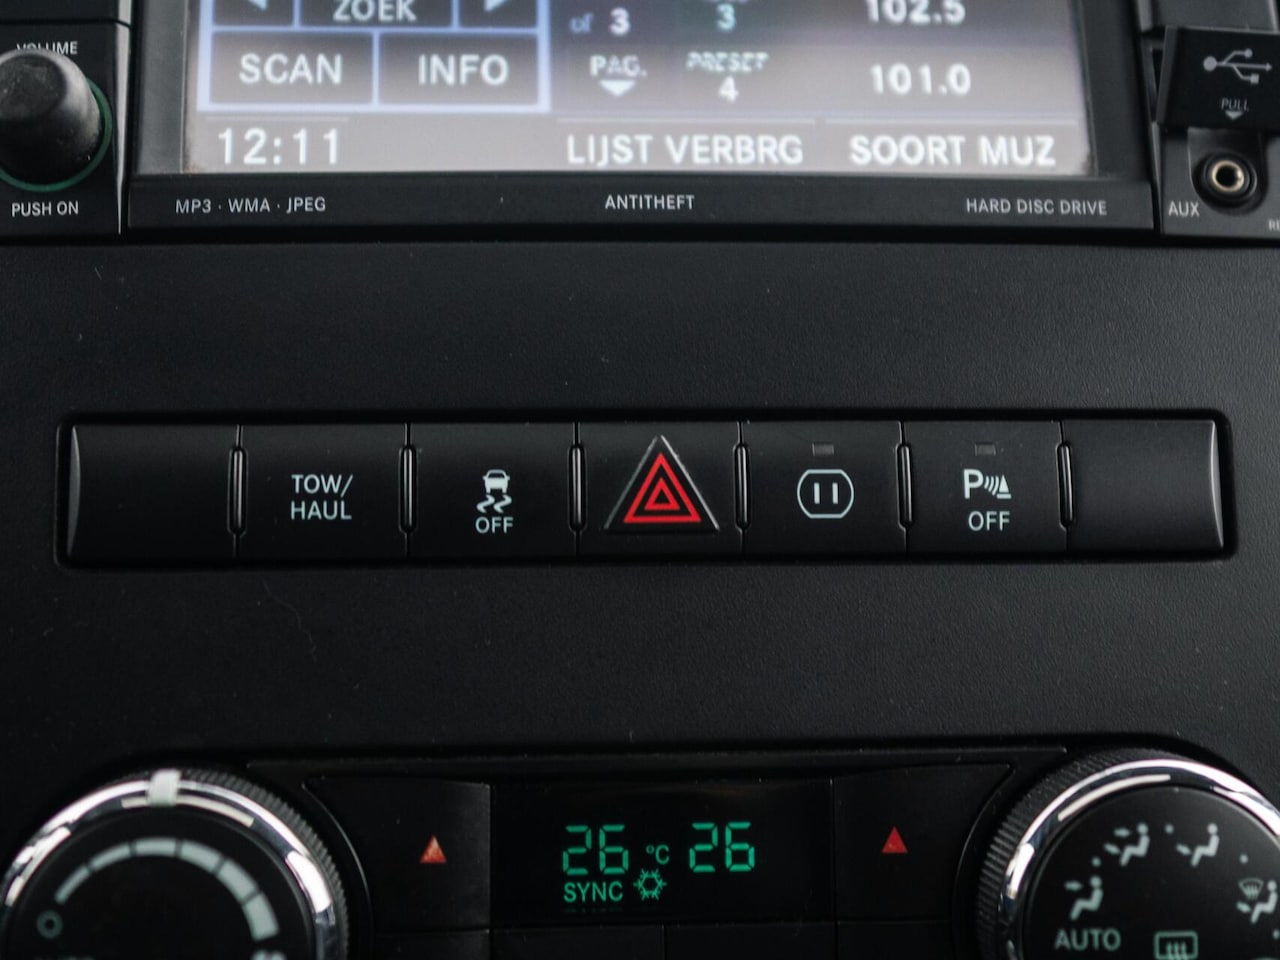 VOLUME
PUSH ON
ZOEK
SCAN INFO
of 3
PAG.
3
102.5
PRESET
4
101.0
12:11
LIJST VERBRG
SOORT MUZ
MP3 · WMA · JPEG
ANTITHEFT
HARD DISC DRIVE
PULL
AUX
TOW/
HAUL
OFF
P
OFF
26 °C 26
SYNC
AUTO